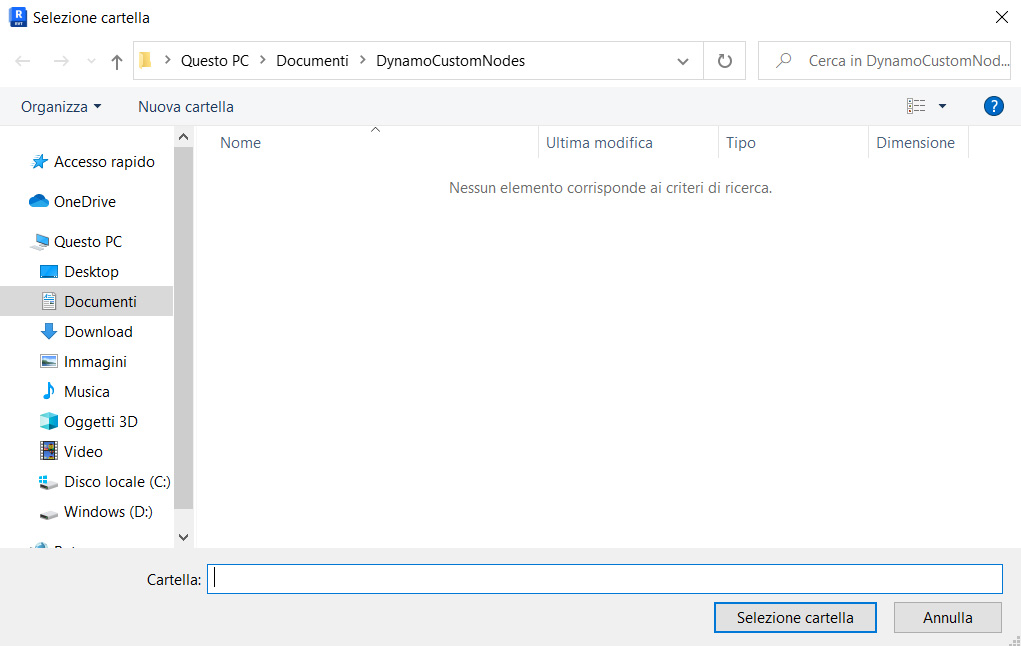 Selezione cartella
Questo PC > Documenti > DynamoCustomNodes
Cerca in DynamoCustomNod...
Organizza
Nuova cartella
?
Nome
Ultima modifica
Tipo
Dimensione
Nessun elemento corrisponde ai criteri di ricerca.
Accesso rapido
OneDrive
Questo PC
Desktop
Documenti
Download
Immagini
Musica
Oggetti 3D
Video
Disco locale (C:)
Windows (D:)
Cartella:
Selezione cartella
Annulla